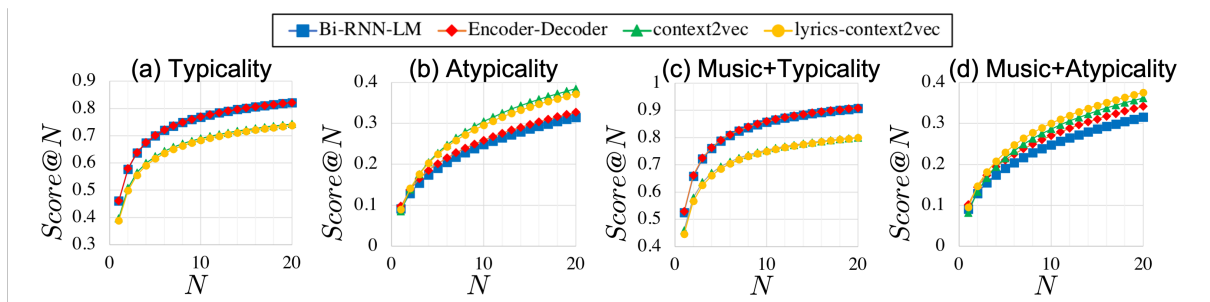 Bi-RNN-LM Encoder-Decoder context2vec lyrics-context2vec
(a) Typicality (b) Atypicality (c) Music+Typicality (d) Music+Atypicality
Score@N
0.9
0.8
0.7
0.6
0.5
0.4
0.3
0 10 20
N
Score@N
0.4
0.3
0.2
0.1
0
0 10 20
N
Score@N
1
0.9
0.8
0.7
0.6
0.5
0.4
0 10 20
N
Score@N
0.4
0.3
0.2
0.1
0
0 10 20
N